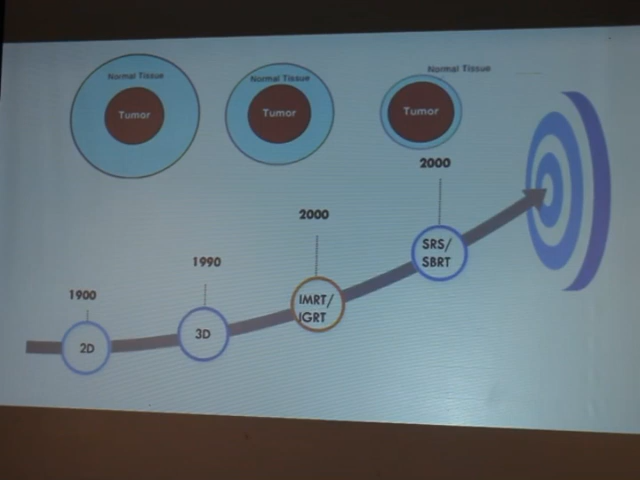 Normal Tissue
Tumor
Normal Tissue
Tumor
Normal Tissue
Tumor
2000
2000
1990
1900
SRS/
SBRT
IMRT/
IGRT
3D
2D